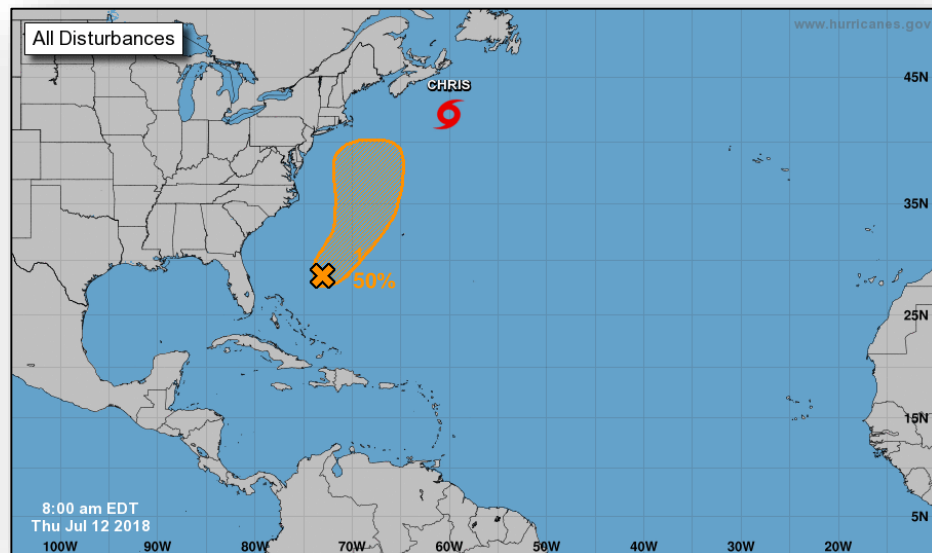 All Disturbances
www.hurricanes.gov
CHRIS
45N
35N
1
50%
25N
15N
8:00 am EDT
Thu Jul 12 2018
5N
100W 90W 80W 70W 60W 50W 40W 30W 20W